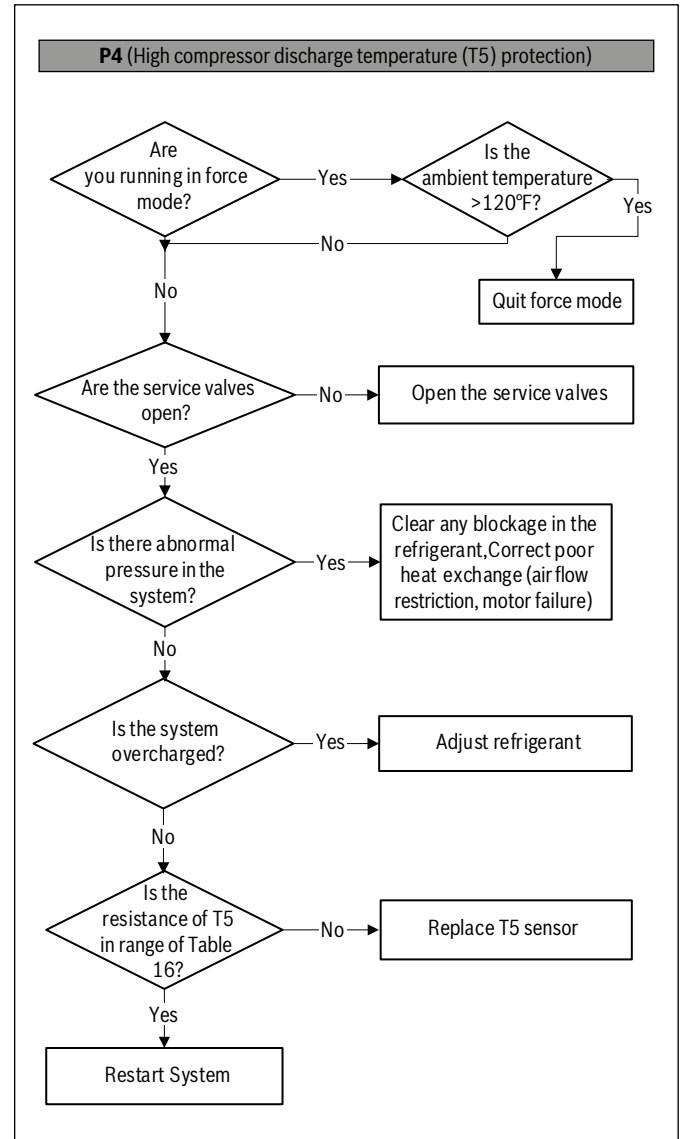 P4 (High compressor discharge temperature (T5) protection)
Are
you running in force
mode?
Yes
Is the
ambient temperature
>120°F?
Yes
No
No
Quit force mode
Are the service valves
open?
No
Open the service valves
Yes
Is there abnormal
pressure in the
system?
Yes
Clear any blockage in the
refrigerant,Correct poor
heat exchange (air flow
restriction, motor failure)
No
Is the system
overcharged?
Yes
Adjust refrigerant
No
Is the
resistance of T5
in range of Table
16?
No
Replace T5 sensor
Yes
Restart System